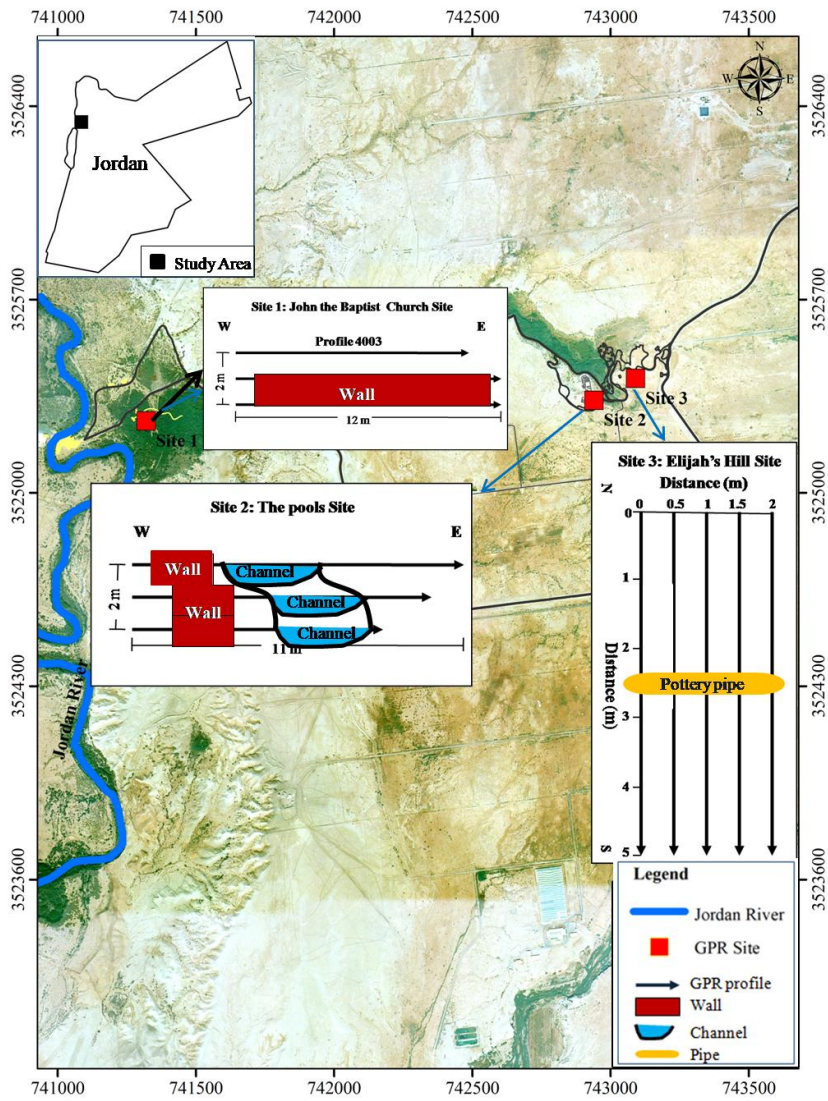 741000 741500 742000 742500 743000 743500
3526400
3525700
3525000
3524300
3523600
N
W E
S
Jordan
Study Area
Site 1: John the Baptist Church Site
W E
Profile 4003
2 m
Wall
12 m
Site 1
Site 2
Site 3
Site 2: The pools Site
W E
Wall Channel
Wall Channel
Channel
2 m
11 m
Site 3: Elijah's Hill Site
Distance (m)
N
0 0.5 1 1.5 2
0
1
2
Pottery pipe
3
4
5
Distance (m)
S
Jordan River
Legend
Jordan River
GPR Site
GPR profile
Wall
Channel
Pipe
3526400
3525700
3525000
3524300
3523600
741000 741500 742000 742500 743000 743500